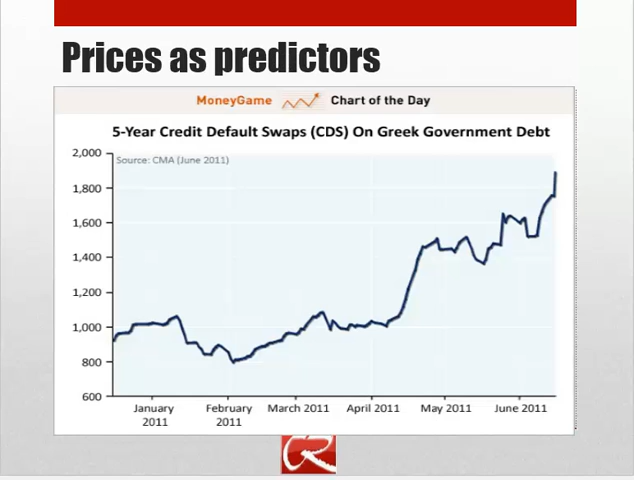 Prices as predictors
MoneyGame Chart of the Day
5-Year Credit Default Swaps (CDS) On Greek Government Debt
Source: CMA (June 2011)
2,000
1,800
1,600
1,400
1,200
1,000
800
600
January 2011
February 2011
March 2011
April 2011
May 2011
June 2011
R